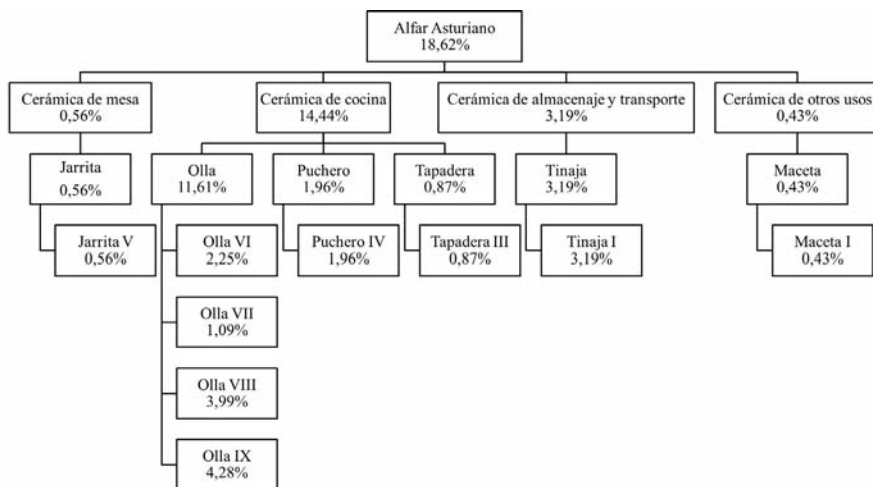 Alfar Asturiano
18,62%
Cerámica de mesa
0,56%
Cerámica de cocina
14,44%
Cerámica de almacenaje y transporte
3,19%
Cerámica de otros usos
0,43%
Jarrita
0,56%
Olla
11,61%
Puchero
1,96%
Tapadera
0,87%
Tinaja
3,19%
Maceta
0,43%
Jarrita V
0,56%
Olla VI
2,25%
Puchero IV
1,96%
Tapadera III
0,87%
Tinaja I
3,19%
Maceta I
0,43%
Olla VII
1,09%
Olla VIII
3,99%
Olla IX
4,28%